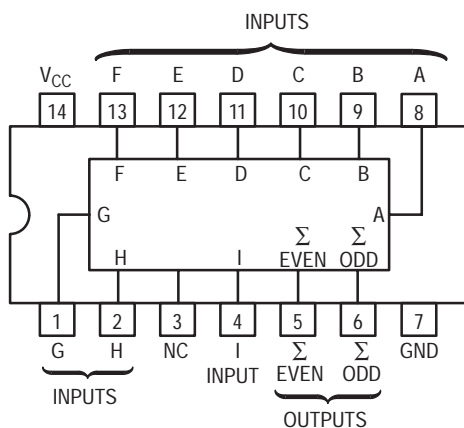 INPUTS
VCC F E D C B A
14 13 12 11 10 9 8
F E D C B
G A
Σ Σ
H I EVEN ODD
1 2 3 4 5 6 7
G H NC I Σ Σ GND
INPUT EVEN ODD
INPUTS
OUTPUTS